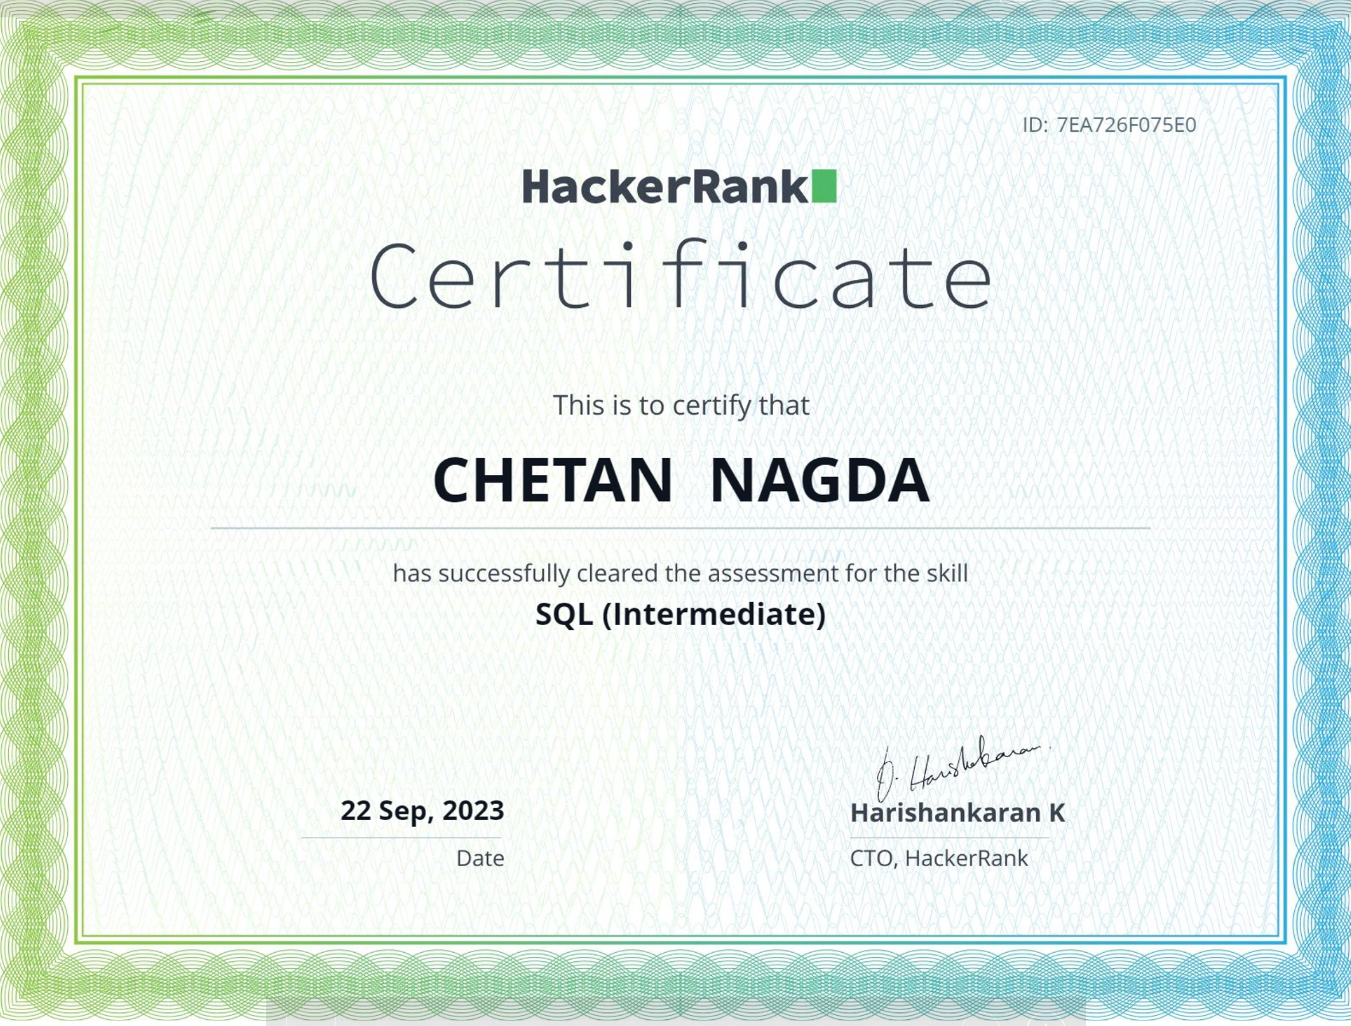 ID: 7EA726F075E0
HackerRank
Certificate
This is to certify that
CHETAN NAGDA
has successfully cleared the assessment for the skill
SQL (Intermediate)
22 Sep, 2023
Date
Harishankaran K
CTO, HackerRank